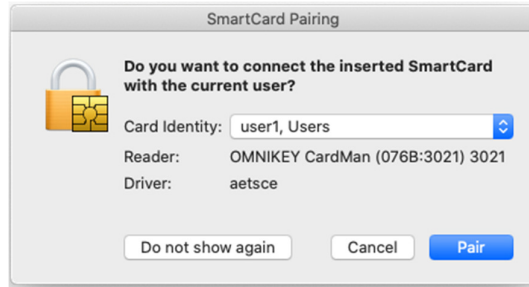 SmartCard Pairing
Do you want to connect the inserted SmartCard
with the current user?
Card Identity: user1, Users
Reader: OMNIKEY CardMan (076B:3021) 3021
Driver: aetsce
Do not show again Cancel Pair